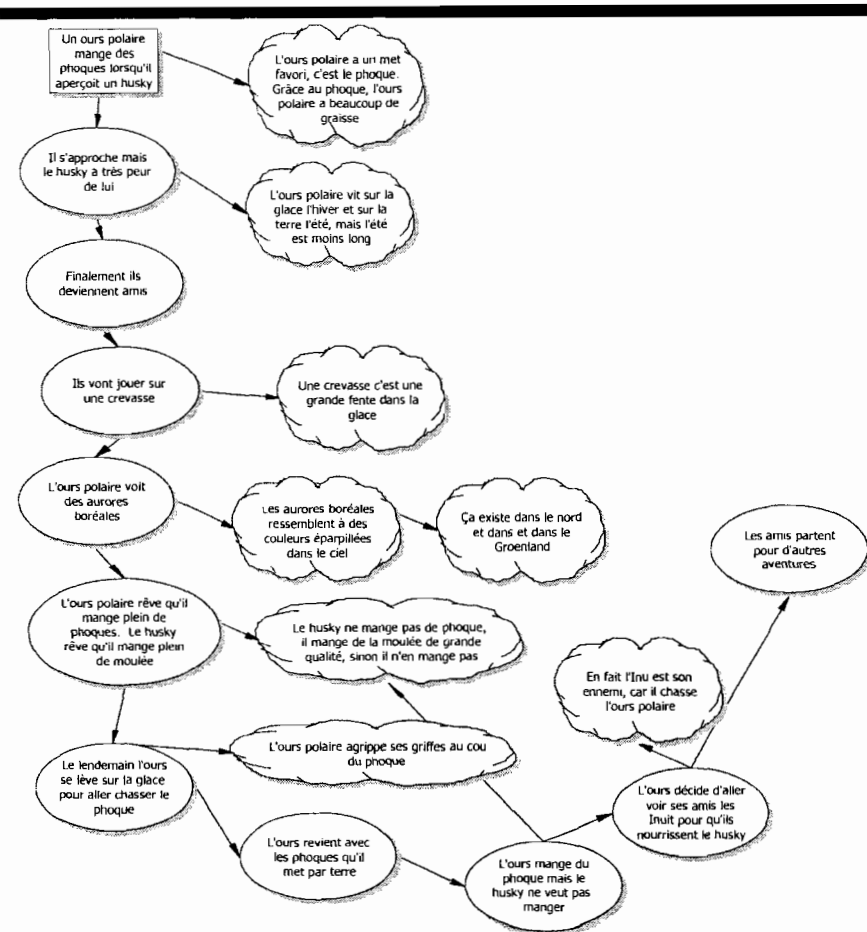 Un ours polaire
mange des
phoques lorsqu'il
aperçoit un husky
L'ours polaire a un met
favori, c'est le phoque.
Grâce au phoque, l'ours
polaire a beaucoup de
graisse
Il s'approche mais
le husky a très peur
de lui
L'ours polaire vit sur la
glace l'hiver et sur la
terre l'été, mais l'été
est moins long
Finalement ils
deviennent amis
Ils vont jouer sur
une crevasse
Une crevasse c'est une
grande fente dans la
glace
L'ours polaire voit
des aurores
boréales
Les aurores boréales
ressemblent à des
couleurs éparpillées
dans le ciel
Ça existe dans le nord
et dans et dans le
Groenland
Les amis partent
pour d'autres
aventures
L'ours polaire rêve qu'il
mange plein de
phoques. Le husky
rêve qu'il mange plein
de moulée
Le husky ne mange pas de phoque,
il mange de la moulée de grande
qualité, sinon il n'en mange pas
En fait l'Inu est son
ennemi, car il chasse
l'ours polaire
Le lendemain l'ours
se lève sur la glace
pour aller chasser le
phoque
L'ours polaire agrippe ses griffes au cou
du phoque
L'ours décide d'aller
voir ses amis les
Inuit pour qu'ils
nourrissent le husky
L'ours revient avec
les phoques qu'il
met par terre
L'ours mange du
phoque mais le
husky ne veut pas
manger